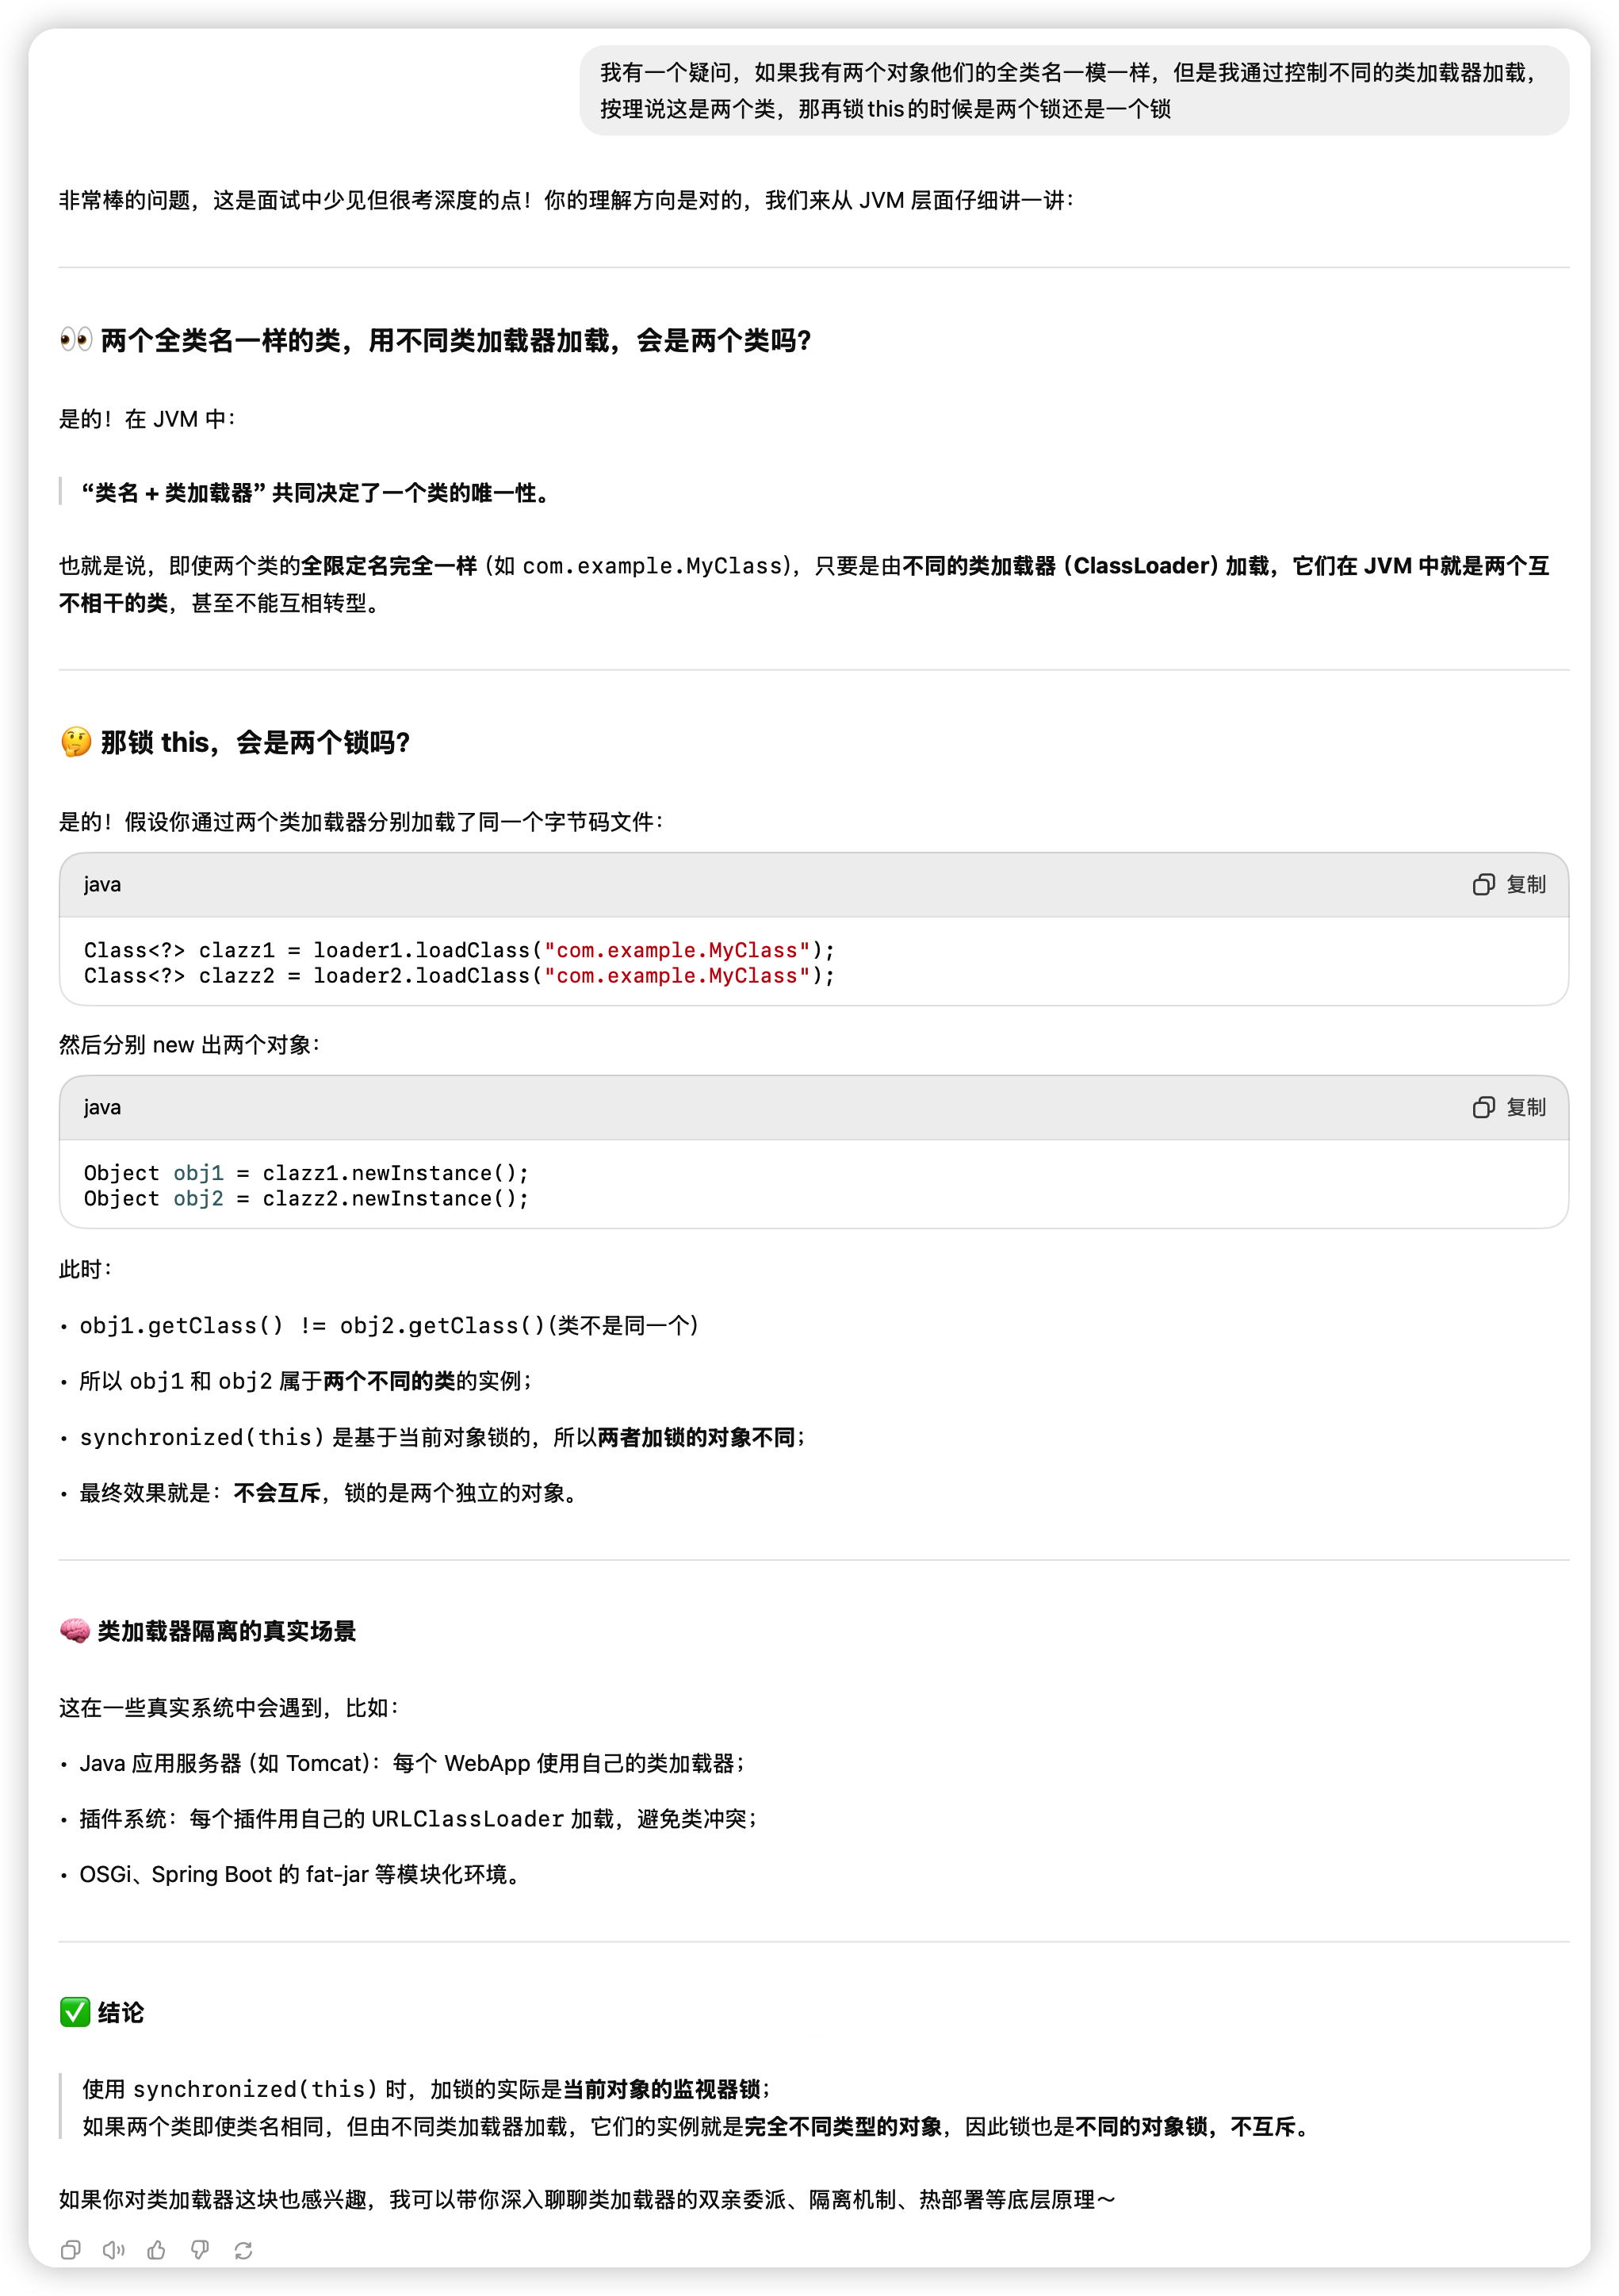 我有一个疑问，如果我有两个对象他们的全类名一模一样，但是我通过控制不同的类加载器加载，
按理说这是两个类，那再锁this的时候是两个锁还是一个锁
非常棒的问题，这是面试中少见但很考深度的点！你的理解方向是对的，我们来从 JVM 层面仔细讲一讲：
👀 两个全类名一样的类，用不同类加载器加载，会是两个类吗？
是的！在 JVM 中：
“类名 + 类加载器” 共同决定了一个类的唯一性。
也就是说，即使两个类的全限定名完全一样（如 com.example.MyClass），只要是由不同的类加载器（ClassLoader）加载，它们在 JVM 中就是两个互
不相干的类，甚至不能互相转型。
🤔 那锁 this，会是两个锁吗？
是的！假设你通过两个类加载器分别加载了同一个字节码文件：
java
复制
Class<?> clazz1 = loader1.loadClass("com.example.MyClass");
Class<?> clazz2 = loader2.loadClass("com.example.MyClass");
然后分别 new 出两个对象：
java
复制
Object obj1 = clazz1.newInstance();
Object obj2 = clazz2.newInstance();
此时：
• obj1.getClass() != obj2.getClass()（类不是同一个）
• 所以 obj1 和 obj2 属于两个不同的类的实例；
• synchronized(this) 是基于当前对象锁的，所以两者加锁的对象不同；
• 最终效果就是：不会互斥，锁的是两个独立的对象。
🧠 类加载器隔离的真实场景
这在一些真实系统中会遇到，比如：
• Java 应用服务器（如 Tomcat）：每个 WebApp 使用自己的类加载器；
• 插件系统：每个插件用自己的 URLClassLoader 加载，避免类冲突；
• OSGi、Spring Boot 的 fat-jar 等模块化环境。
✅ 结论
使用 synchronized(this) 时，加锁的实际是当前对象的监视器锁；
如果两个类即使类名相同，但由不同类加载器加载，它们的实例就是完全不同类型的对象，因此锁也是不同的对象锁，不互斥。
如果你对类加载器这块也感兴趣，我可以带你深入聊聊类加载器的双亲委派、隔离机制、热部署等底层原理～